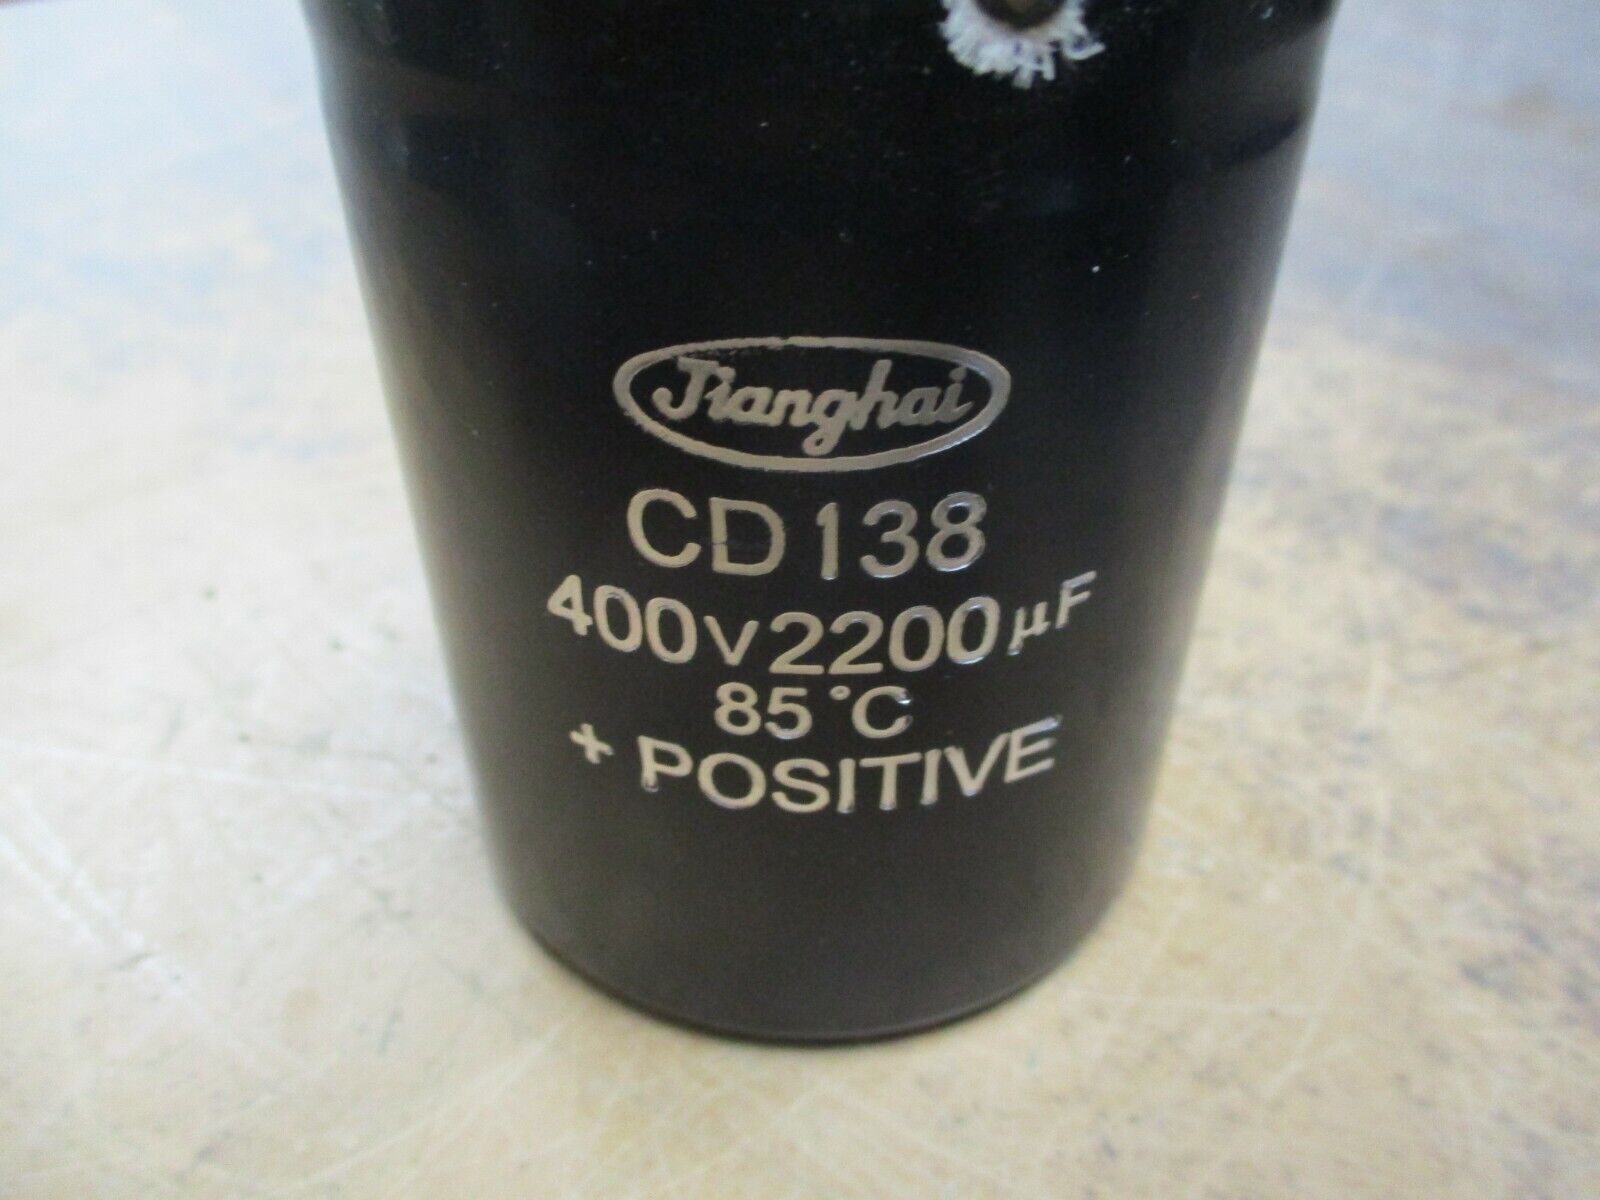 Jianghai
CD138
400V2200µF
85°C
+ POSITIVE